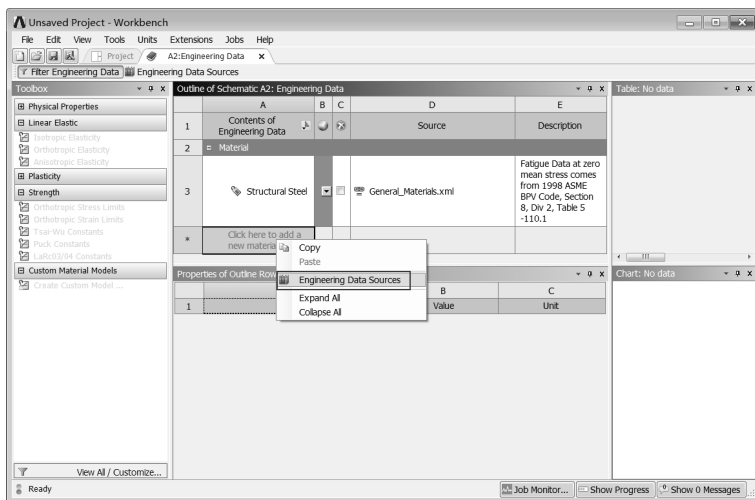 Unsaved Project - Workbench
File Edit View Tools Units Extensions Jobs Help
Project A2:Engineering Data x
Filter Engineering Data Engineering Data Sources
Toolbox
Physical Properties
Linear Elastic
Isotropic Elasticity
Orthotropic Elasticity
Anisotropic Elasticity
Plasticity
Strength
Orthotropic Stress Limits
Orthotropic Strain Limits
Tsai-Wu Constants
Puck Constants
LaRc03/04 Constants
Custom Material Models
Create Custom Model ...
View All / Customize...
Outline of Schematic A2: Engineering Data
A B C D E
1 Contents of
Engineering Data Source Description
2 Material
3 Structural Steel General_Materials.xml
Fatigue Data at zero
mean stress comes
from 1998 ASME
BPV Code, Section
8, Div 2, Table 5
-110.1
* Click here to add a
new materia
Copy
Paste
Engineering Data Sources
Expand All
Collapse All
Properties of Outline Row
B C
1 Value Unit
Table: No data
Chart: No data
Ready
Job Monitor... Show Progress Show 0 Messages